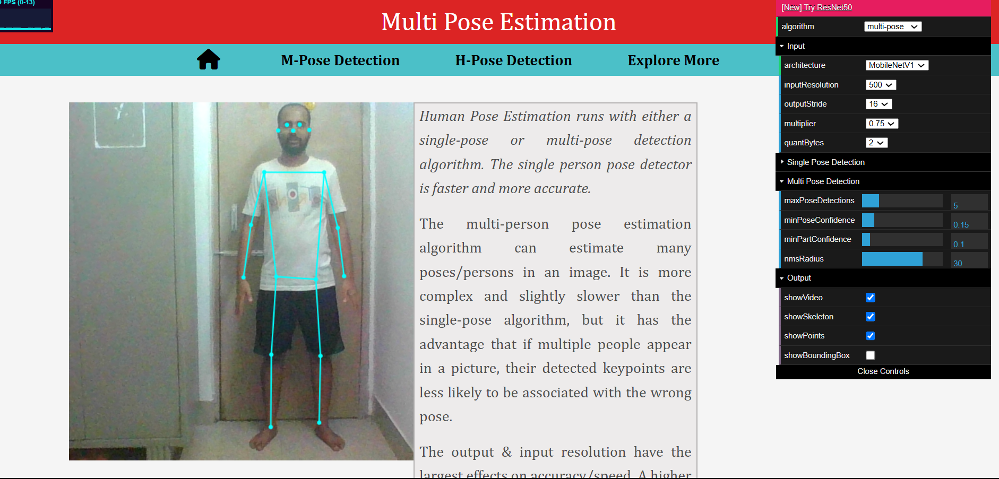 FPS (0-13)
Multi Pose Estimation
M-Pose Detection
H-Pose Detection
Explore More
Human Pose Estimation runs with either a
single-pose or multi-pose detection
algorithm. The single person pose detector
is faster and more accurate.
The multi-person pose estimation
algorithm can estimate many
poses/persons in an image. It is more
complex and slightly slower than the
single-pose algorithm, but it has the
advantage that if multiple people appear
in a picture, their detected keypoints are
less likely to be associated with the wrong
pose.
The output & input resolution have the
largest effects on accuracy/speed. A higher
[New] Try ResNet50
algorithm multi-pose
Input
architecture MobileNetV1
inputResolution 500
outputStride 16
multiplier 0.75
quantBytes 2
Single Pose Detection
Multi Pose Detection
maxPoseDetections 5
minPoseConfidence 0.15
minPartConfidence 0.1
nmsRadius 30
Output
showVideo
showSkeleton
showPoints
showBoundingBox
Close Controls